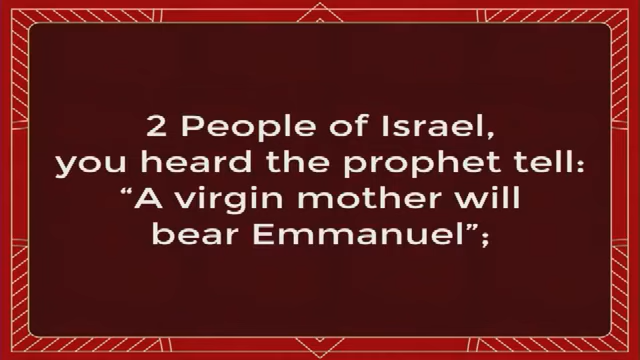 2 People of Israel,
you heard the prophet tell:
“A virgin mother will
bear Emmanuel”;